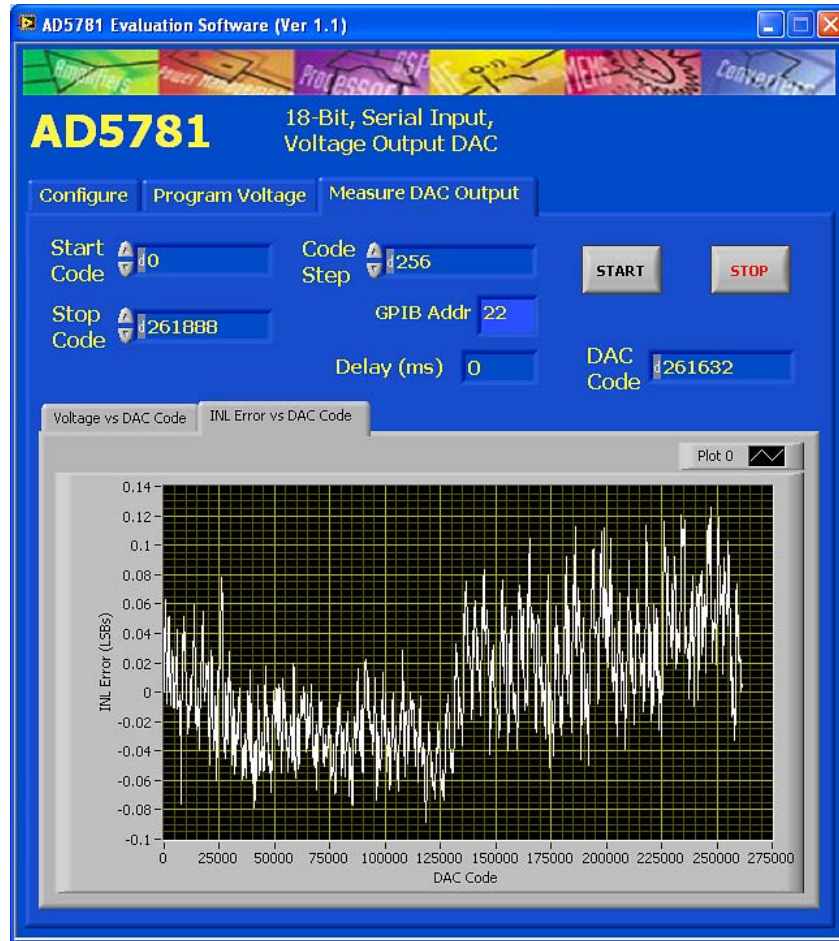 AD5781 Evaluation Software (Ver 1.1)
Amplifiers Power Management Processor DSP MEMS Converters
AD5781
18-Bit, Serial Input,
Voltage Output DAC
Configure Program Voltage Measure DAC Output
Start Code d0
Code Step d256
START STOP
Stop Code d261888
GPIB Addr 22
Delay (ms) 0
DAC Code d261632
Voltage vs DAC Code INL Error vs DAC Code
Plot 0
0.14
0.12
0.1
0.08
0.06
0.04
0.02
0
-0.02
-0.04
-0.06
-0.08
-0.1
INL Error (LSBs)
0 25000 50000 75000 100000 125000 150000 175000 200000 225000 250000 275000
DAC Code